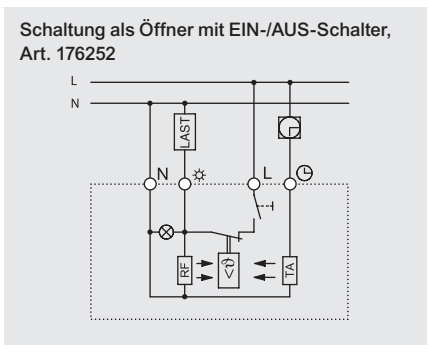 Schaltung als Öffner mit EIN-/AUS-Schalter,
Art. 176252
L
N
LAST
N
L
RF
<ϑ
TA